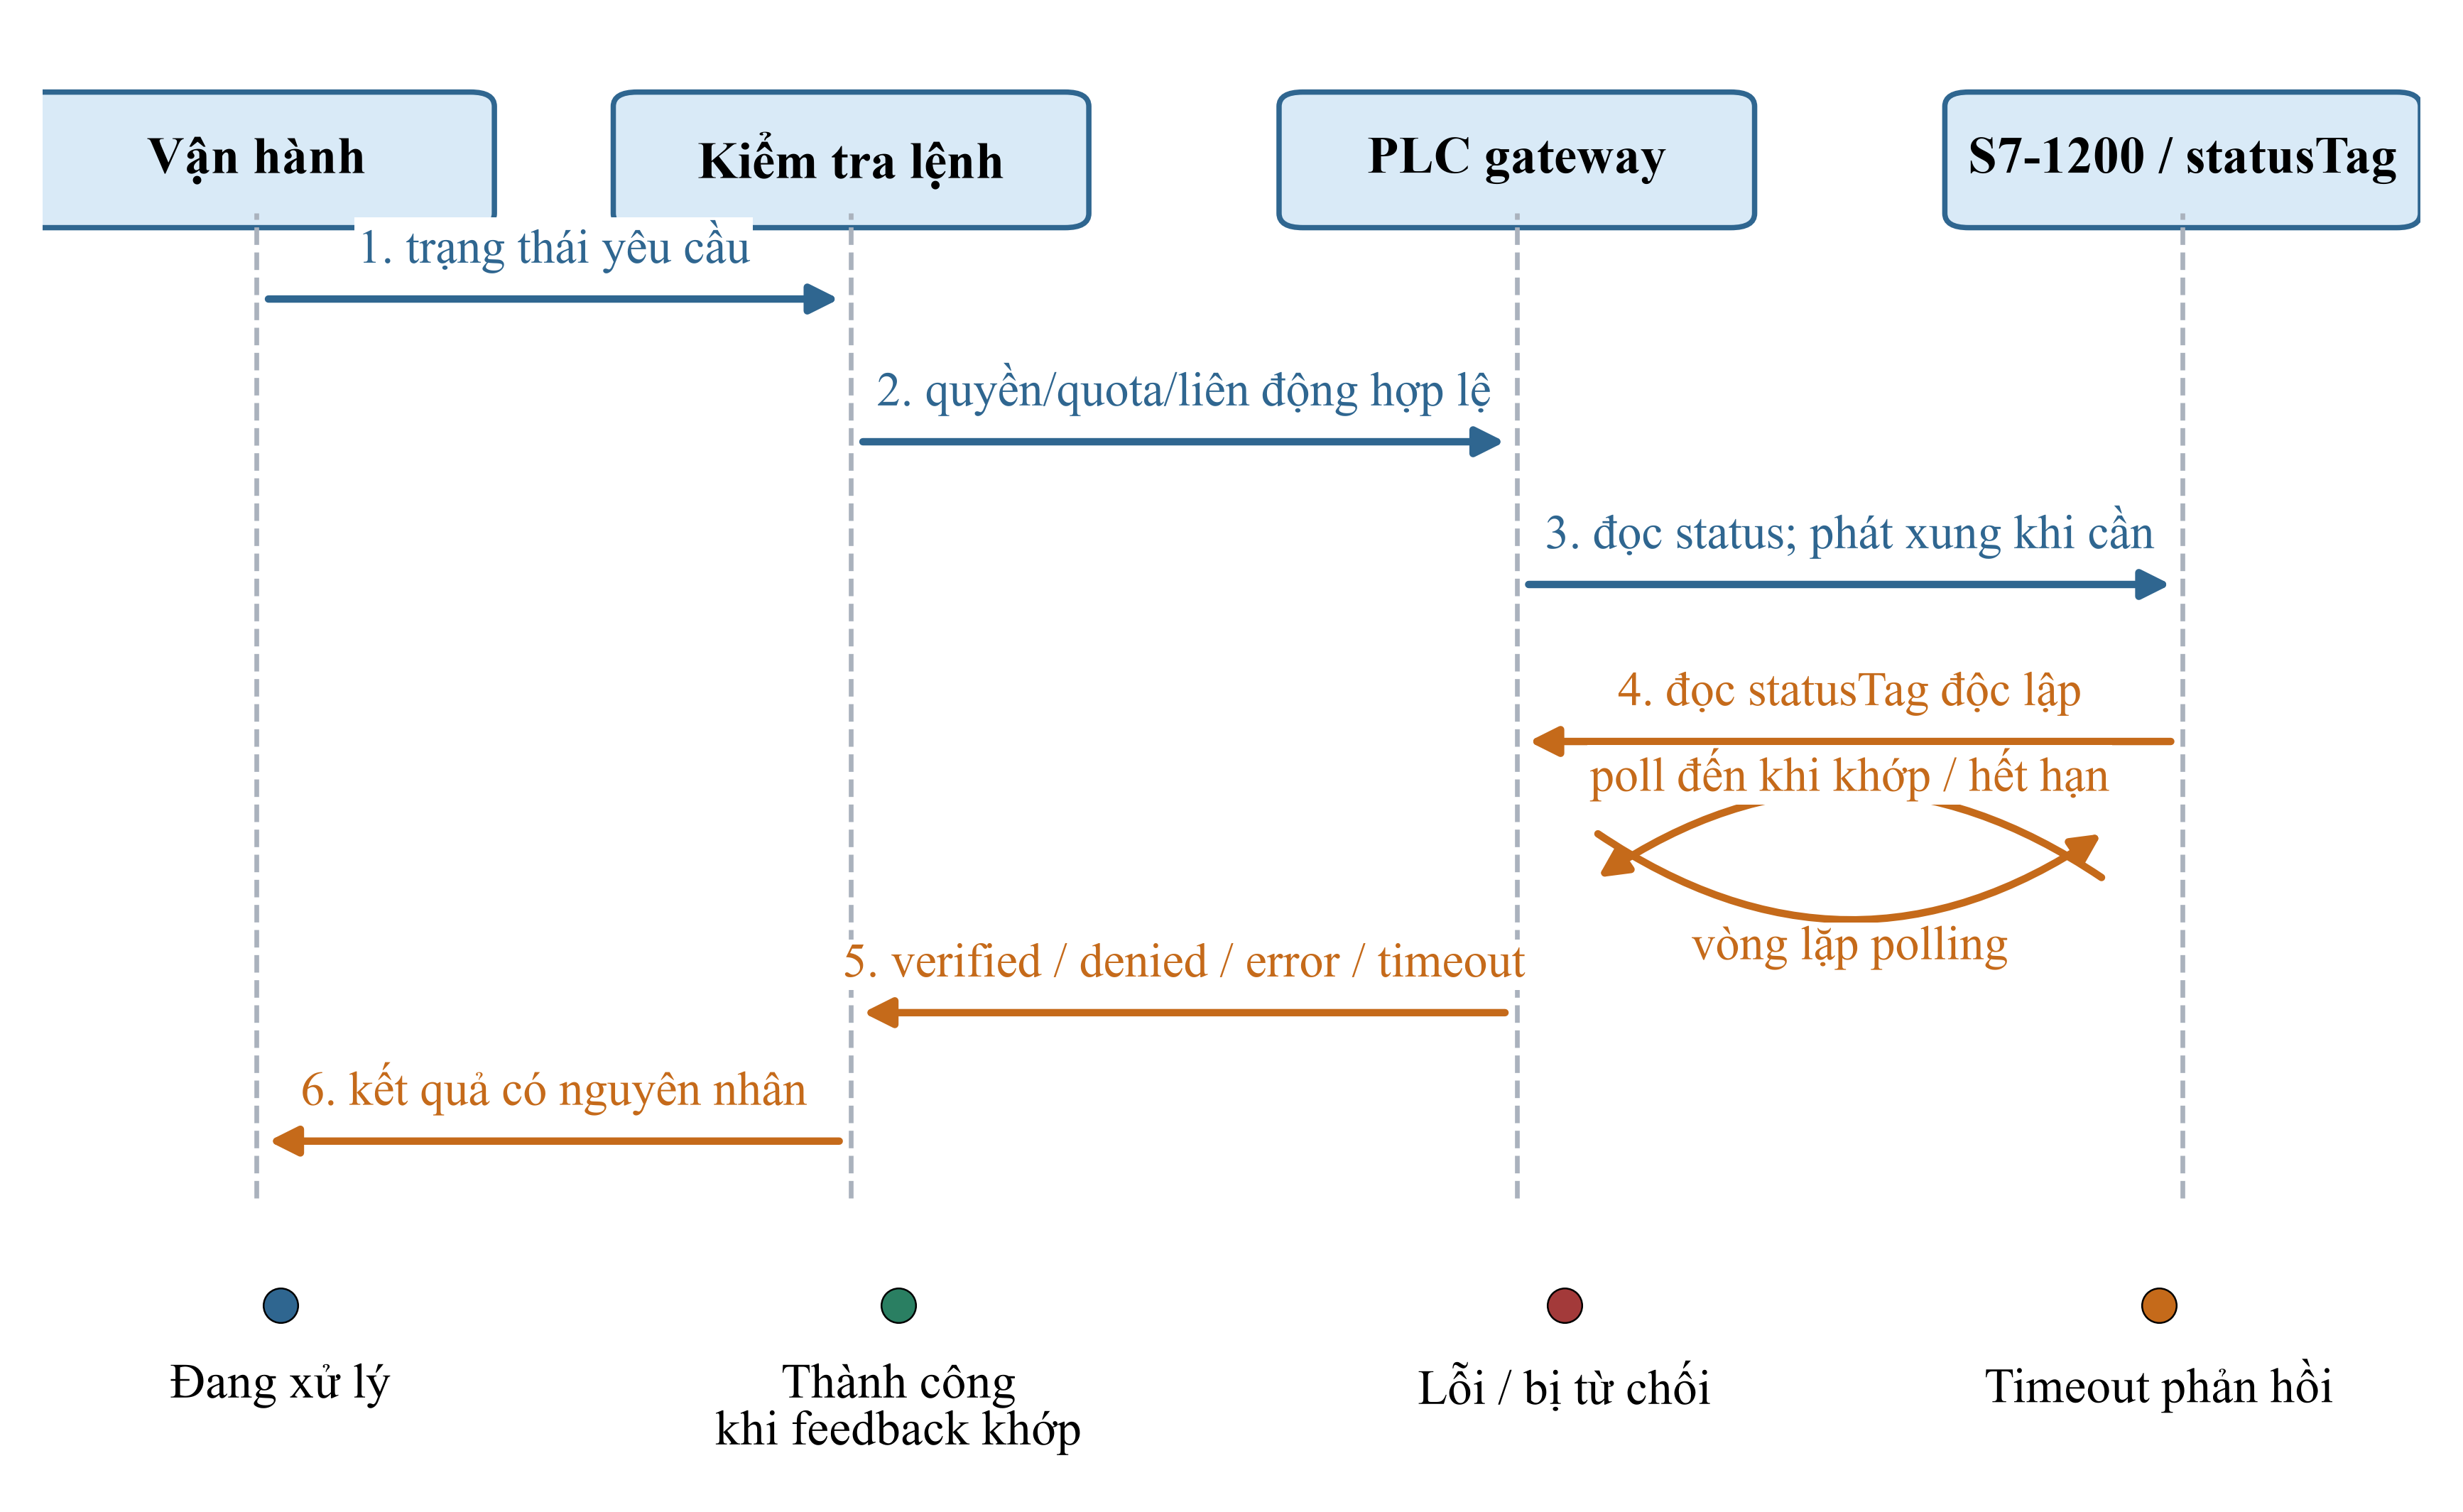 Vận hành
Kiểm tra lệnh
PLC gateway
S7-1200 / statusTag
1. trạng thái yêu cầu
2. quyền/quota/liên động hợp lệ
3. đọc status; phát xung khi cần
4. đọc statusTag độc lập
poll đến khi khớp / hết hạn
vòng lặp polling
5. verified / denied / error / timeout
6. kết quả có nguyên nhân
Đang xử lý
Thành công
khi feedback khớp
Lỗi / bị từ chối
Timeout phản hồi